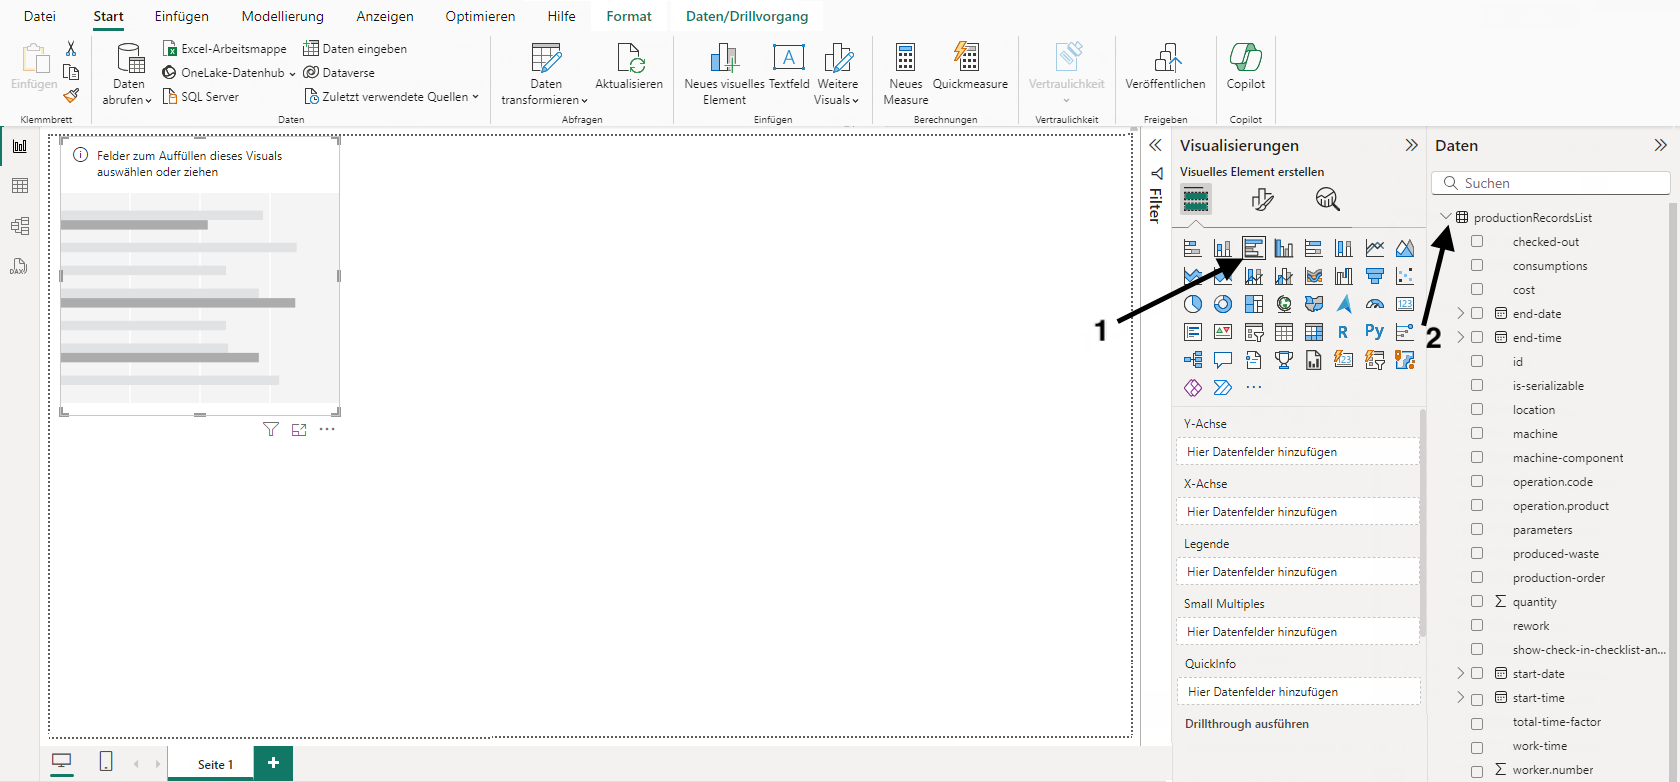 Datei Start Einfügen Modellierung Anzeigen Optimieren Hilfe Format Daten/Drillvorgang
Einfügen
Klemmbrett
Daten
abrufen
Excel-Arbeitsmappe
OneLake-Datenhub
SQL Server
Daten eingeben
Dataverse
Zuletzt verwendete Quellen
Daten
Daten
transformieren
Aktualisieren
Abfragen
Neues visuelles
Element
Textfeld
Weitere
Visuals
Einfügen
Neues
Measure
Quickmeasure
Berechnungen
Vertraulichkeit
Vertraulichkeit
Veröffentlichen
Freigeben
Copilot
Copilot
Felder zum Auffüllen dieses Visuals
auswählen oder ziehen
Filter
Visualisierungen
Visuelles Element erstellen
1
R Py
123
123
Y-Achse
Hier Datenfelder hinzufügen
X-Achse
Hier Datenfelder hinzufügen
Legende
Hier Datenfelder hinzufügen
Small Multiples
Hier Datenfelder hinzufügen
QuickInfo
Hier Datenfelder hinzufügen
Drillthrough ausführen
Daten
Suchen
productionRecordsList
checked-out
consumptions
cost
end-date
2
end-time
id
is-serializable
location
machine
machine-component
operation.code
operation.product
parameters
produced-waste
production-order
quantity
rework
show-check-in-checklist-an...
start-date
start-time
total-time-factor
work-time
worker.number
Seite 1
DAX
A